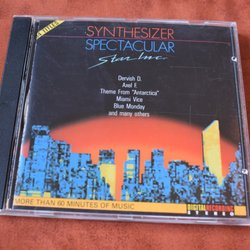 SYNTHESIZER
SPECTACULAR
Star Inc.
Dervish D.
Axel F.
Theme From "Antarctica"
Miami Vice
Blue Monday
and many others
MORE THAN 60 MINUTES OF MUSIC
DIGITAL RECORDING
STEREO